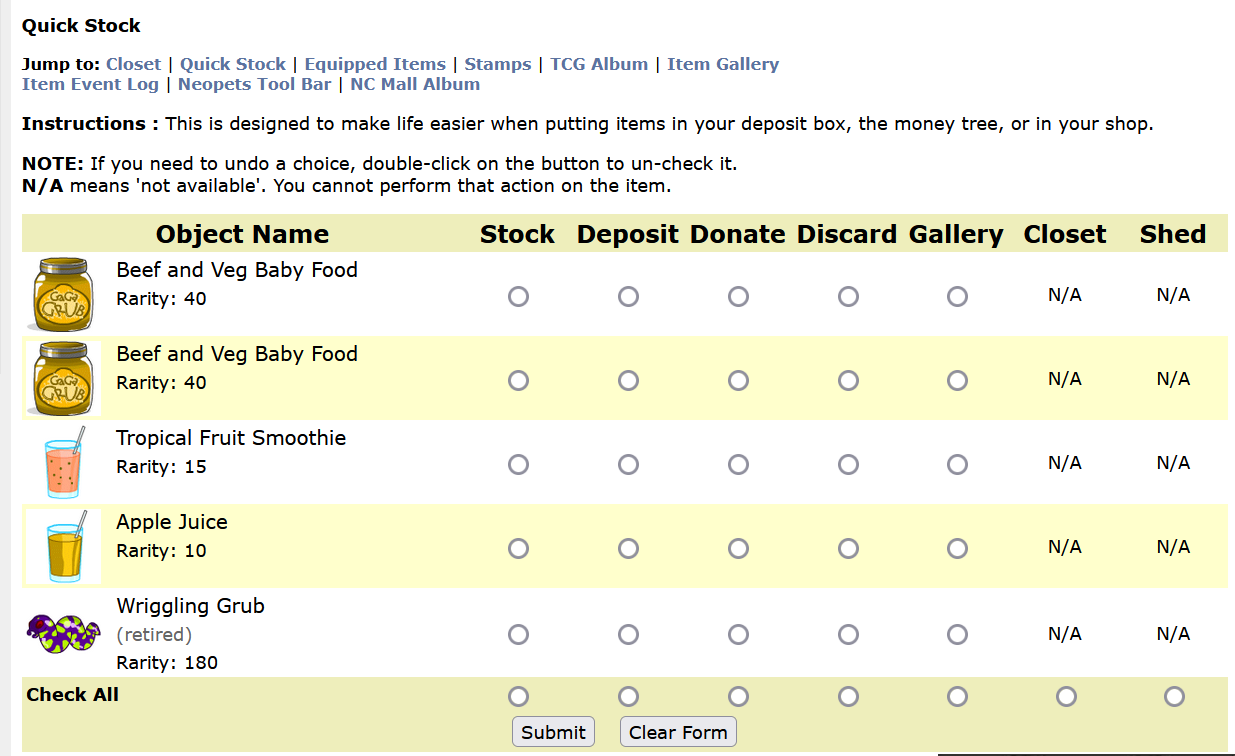 Quick Stock
Jump to: Closet | Quick Stock | Equipped Items | Stamps | TCG Album | Item Gallery
Item Event Log | Neopets Tool Bar | NC Mall Album
Instructions : This is designed to make life easier when putting items in your deposit box, the money tree, or in your shop.
NOTE: If you need to undo a choice, double-click on the button to un-check it.
N/A means 'not available'. You cannot perform that action on the item.
Object Name Stock Deposit Donate Discard Gallery Closet Shed
GaGa GRUB
Beef and Veg Baby Food
Rarity: 40
N/A N/A
GaGa GRUB
Beef and Veg Baby Food
Rarity: 40
N/A N/A
Tropical Fruit Smoothie
Rarity: 15
N/A N/A
Apple Juice
Rarity: 10
N/A N/A
Wriggling Grub
(retired)
Rarity: 180
N/A N/A
Check All
Submit Clear Form